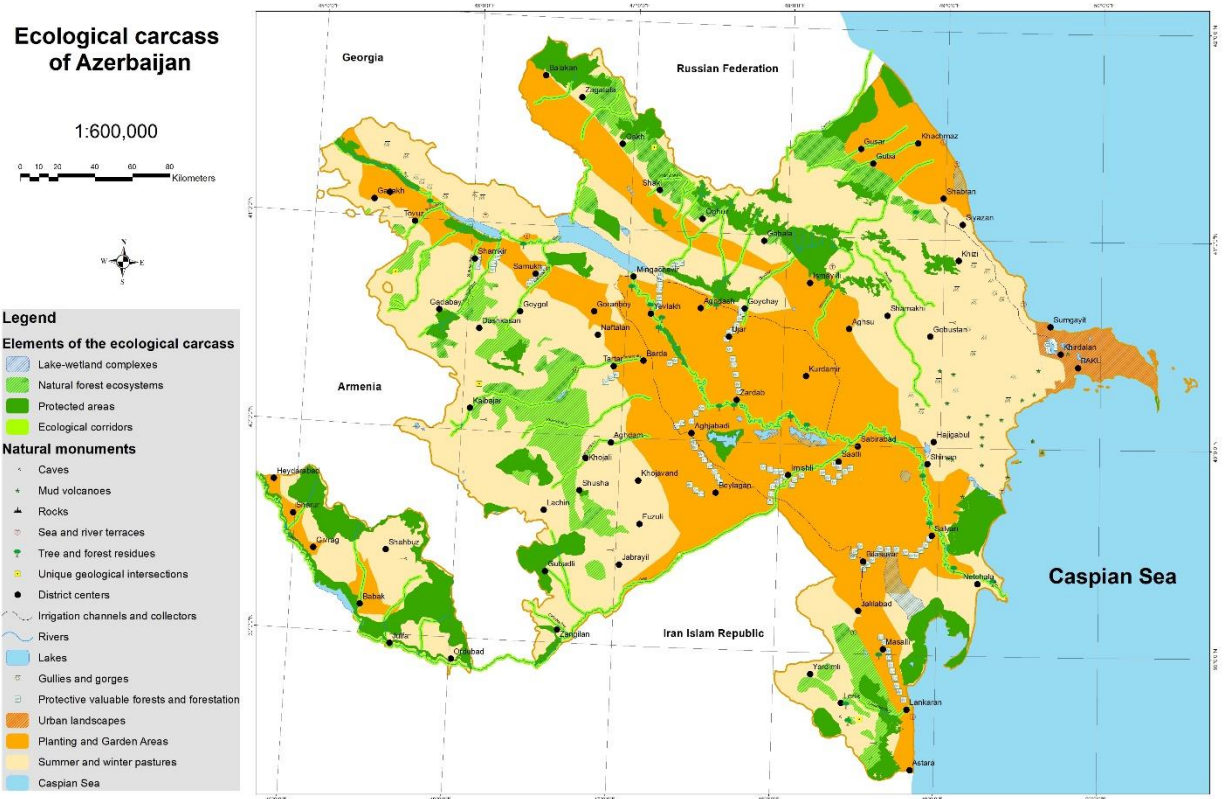 Ecological carcass
of Azerbaijan
1:600,000
0 10 20 40 60 80
Kilometers
N
W E
S
Legend
Elements of the ecological carcass
Lake-wetland complexes
Natural forest ecosystems
Protected areas
Ecological corridors
Natural monuments
Caves
Mud volcanoes
Rocks
Sea and river terraces
Tree and forest residues
Unique geological intersections
District centers
Irrigation channels and collectors
Rivers
Lakes
Gullies and gorges
Protective valuable forests and forestation
Urban landscapes
Planting and Garden Areas
Summer and winter pastures
Caspian Sea
Georgia
Russian Federation
Armenia
Iran Islam Republic
Caspian Sea
Balakan
Zagatala
Gakh
Shaki
Oghuz
Gabala
Gusar
Khachmaz
Guba
Shabran
Siyazan
Khizi
Gazakh
Tovuz
Shamkir
Samukh
Mingachevir
Ismayilli
Gadabay
Goygol
Dashkasan
Goranboy
Yevlakh
Aghdash
Goychay
Naftalan
Ujar
Aghsu
Shamakhi
Gobustan
Sumgayit
Khirdalan
BAKU
Tartar
Barda
Kurdamir
Kalbajar
Zardab
Aghjabadi
Aghdam
Khojali
Sabirabad
Hajigabul
Saatli
Shirvan
Imishli
Heydarabad
Sharur
Shusha
Khojavand
Beylagan
Lachin
Fuzuli
Salyan
Shahbuz
Gubadli
Jabrayil
Bilasuvar
Neftchala
Babak
Jalilabad
Julfa
Ordubad
Zangilan
Masalli
Yardimli
Lerik
Lankaran
Astara